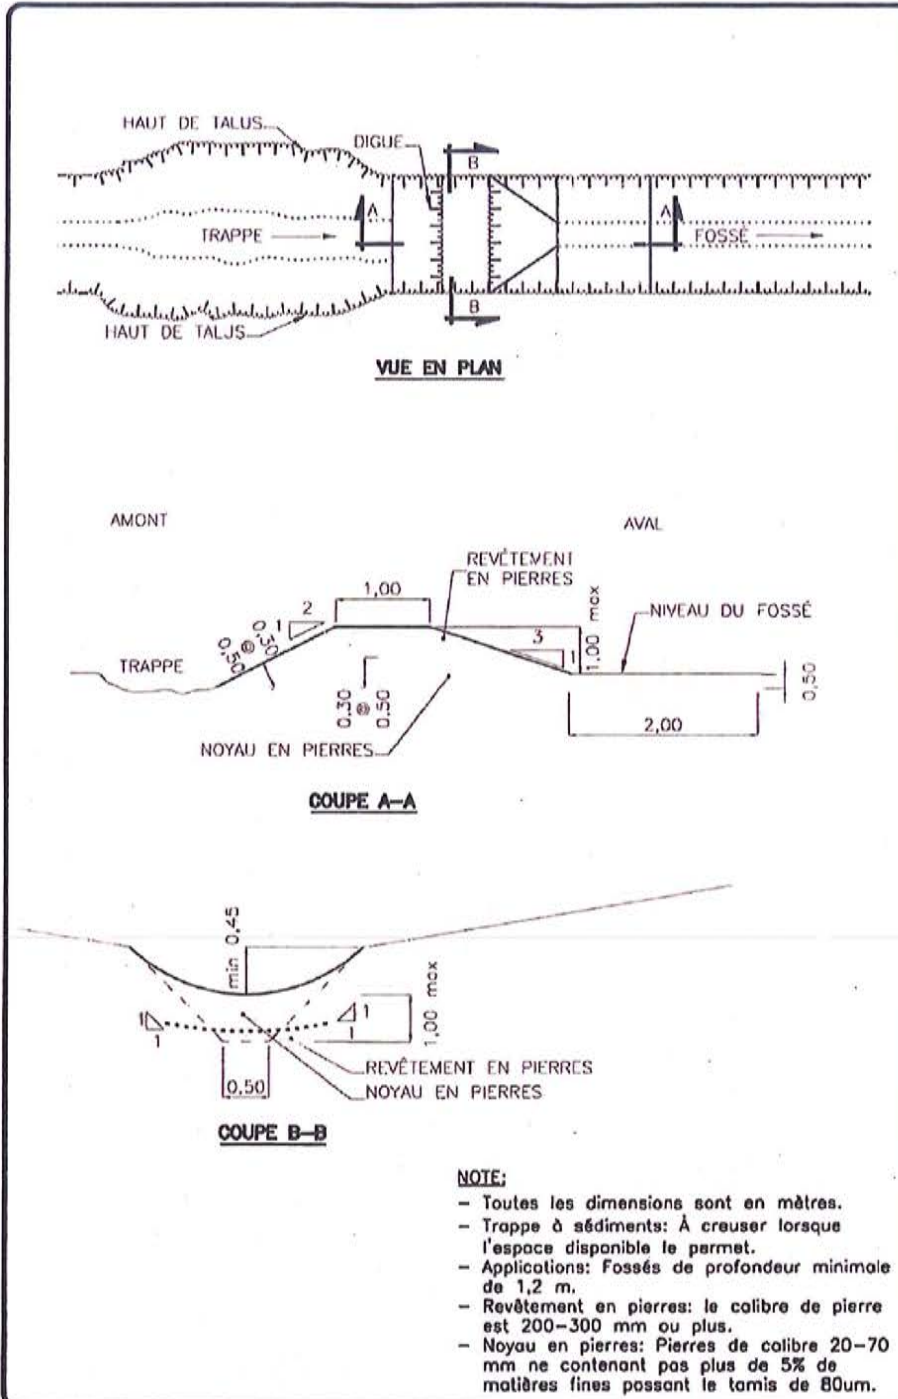 HAUT DE TALUS
DIGUE
B
A
TRAPPE
A
FOSSÉ
B
HAUT DE TALJS
VUE EN PLAN
AMONT
AVAL
REVÊTEMENT
EN PIERRES
1,00
2
1
0,30
@
0,50
3
1
1,00 max
NIVEAU DU FOSSÉ
TRAPPE
0,50
0.30
@
0.50
2,00
NOYAU EN PIERRES
COUPE A-A
min 0,45
1
1
1
1
1,00 max
REVÊTEMENT EN PIERRES
NOYAU EN PIERRES
0,50
COUPE B-B
NOTE:
- Toutes les dimensions sont en mètres.
- Trappe à sédiments: À creuser lorsque
l'espace disponible le permet.
- Applications: Fossés de profondeur minimale
de 1,2 m.
- Revêtement en pierres: le calibre de pierre
est 200-300 mm ou plus.
- Noyau en pierres: Pierres de calibre 20-70
mm ne contenant pas plus de 5% de
matières fines passant le tamis de 80um.